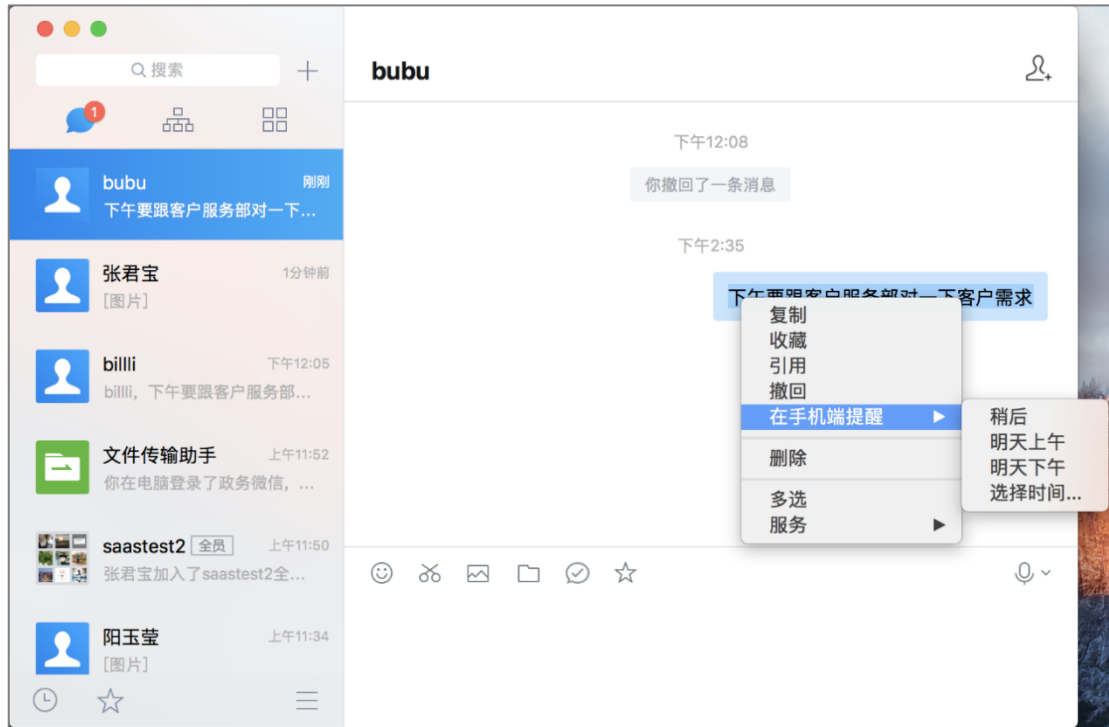 搜索
1
bubu
刚刚
下午要跟客户服务部对一下...
张君宝
1分钟前
[图片]
billli
下午12:05
billli，下午要跟客户服务部...
文件传输助手
上午11:52
你在电脑登录了政务微信，...
saastest2 全员
上午11:50
张君宝加入了saastest2全...
阳玉莹
上午11:34
[图片]
bubu
下午12:08
你撤回了一条消息
下午2:35
下午要跟客户服务部对一下客户需求
复制
收藏
引用
撤回
在手机端提醒
删除
多选
服务
稍后
明天上午
明天下午
选择时间...